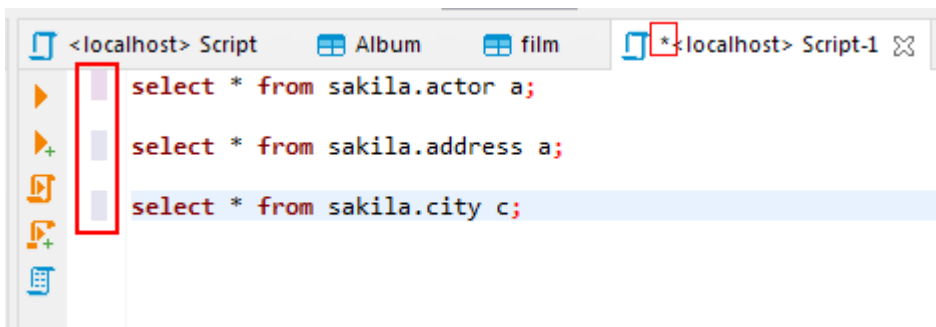 <localhost> Script Album film *<localhost> Script-1
select * from sakila.actor a;
select * from sakila.address a;
select * from sakila.city c;